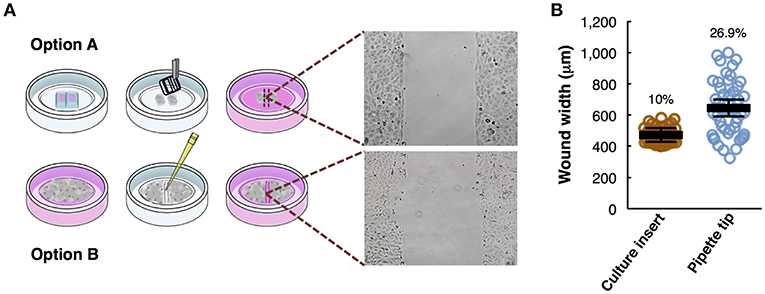 A
Option A
Option B
B
Wound width (µm)
1,200
1,000
800
600
400
200
0
10%
26.9%
Culture insert
Pipette tip